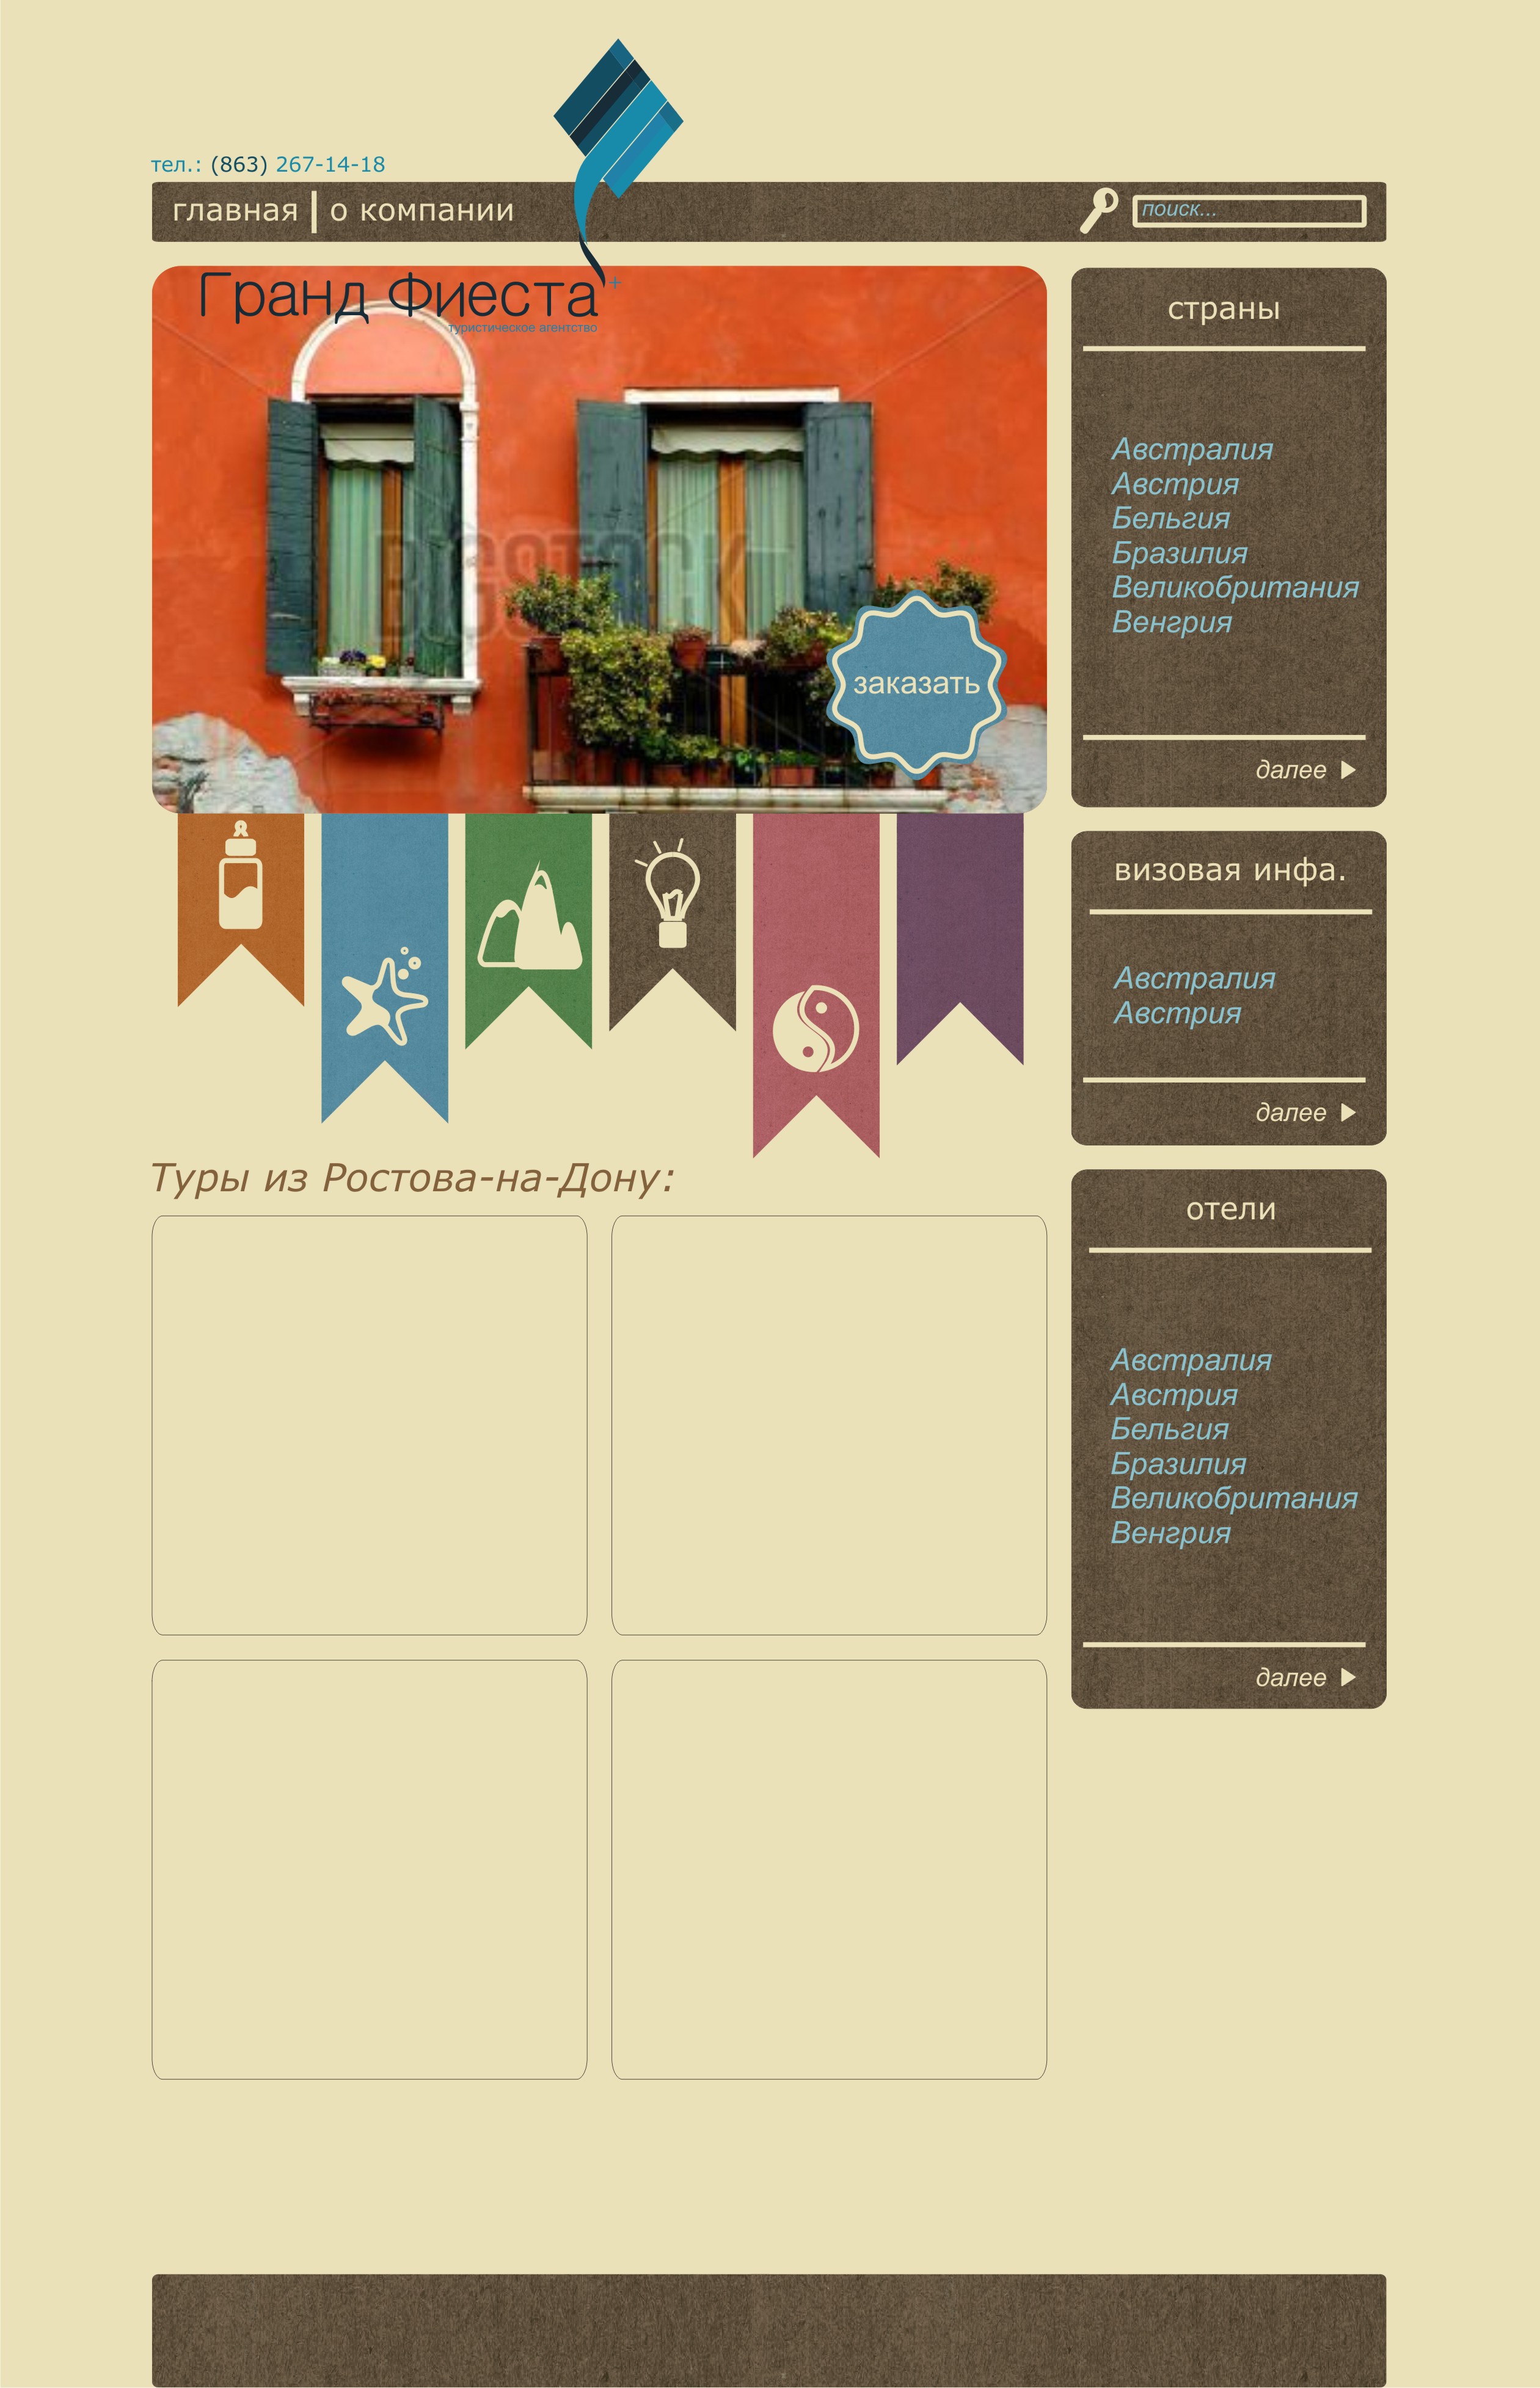 тел.: (863) 267-14-18
главная о компании
поиск...
Гранд Фиеста+
туристическое агентство
заказать
страны
Австралия
Австрия
Бельгия
Бразилия
Великобритания
Венгрия
далее
визовая инфа.
Австралия
Австрия
далее
Туры из Ростова-на-Дону:
отели
Австралия
Австрия
Бельгия
Бразилия
Великобритания
Венгрия
далее